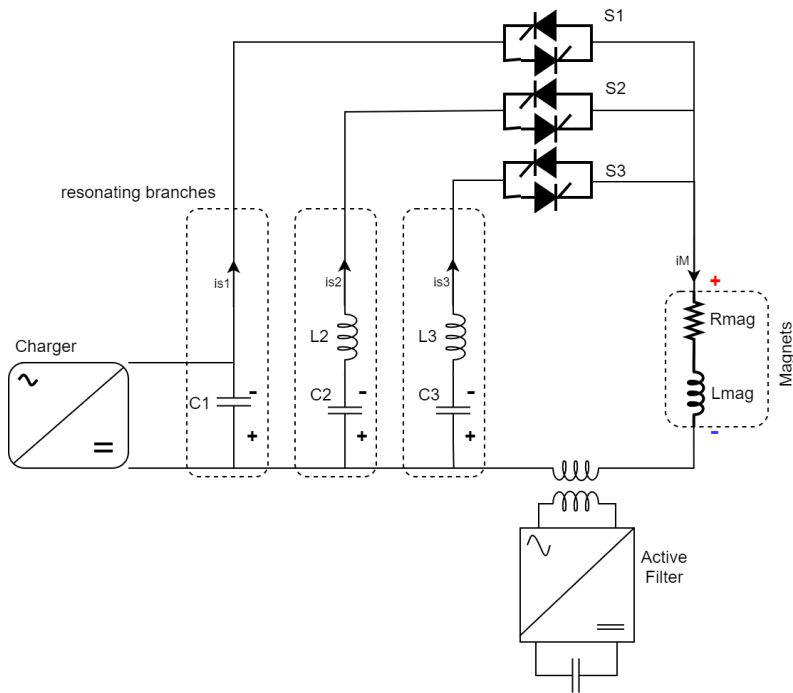 S1
S2
S3
resonating branches
is1
is2
is3
iM
+
Rmag
Lmag
Magnets
-
Charger
L2
L3
C1
C2
C3
-
-
-
+
+
+
Active
Filter